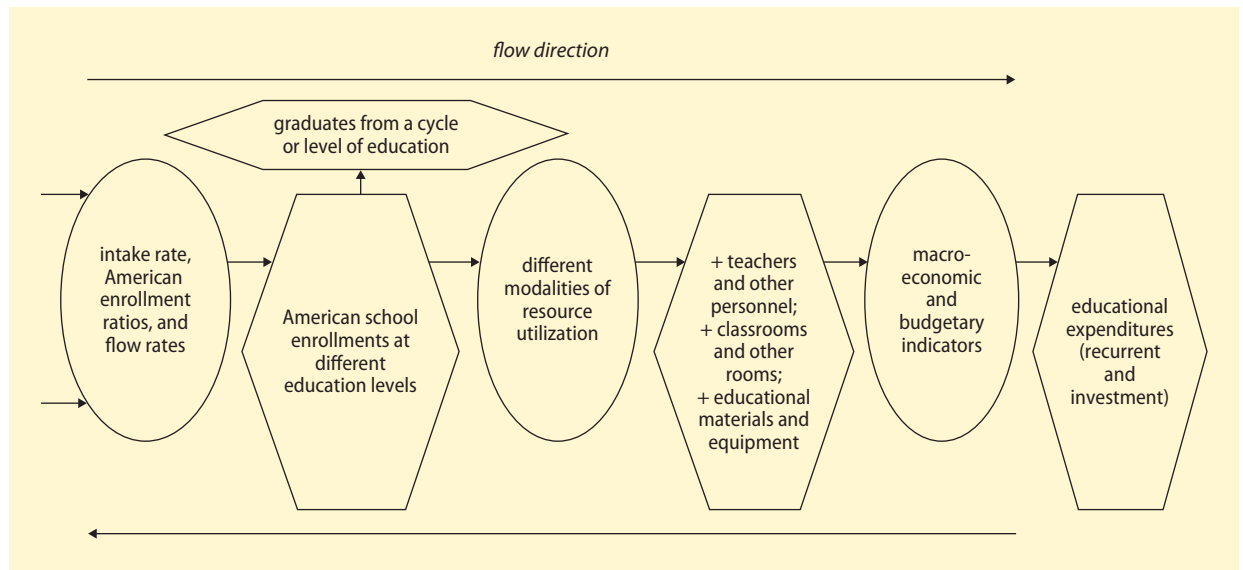 flow direction
graduates from a cycle
or level of education
intake rate,
American
enrollment
ratios, and
flow rates
American school
enrollments at
different
education levels
different
modalities of
resource
utilization
+ teachers
and other
personnel;
+ classrooms
and other
rooms;
+ educational
materials and
equipment
macro-
economic
and
budgetary
indicators
educational
expenditures
(recurrent
and
investment)